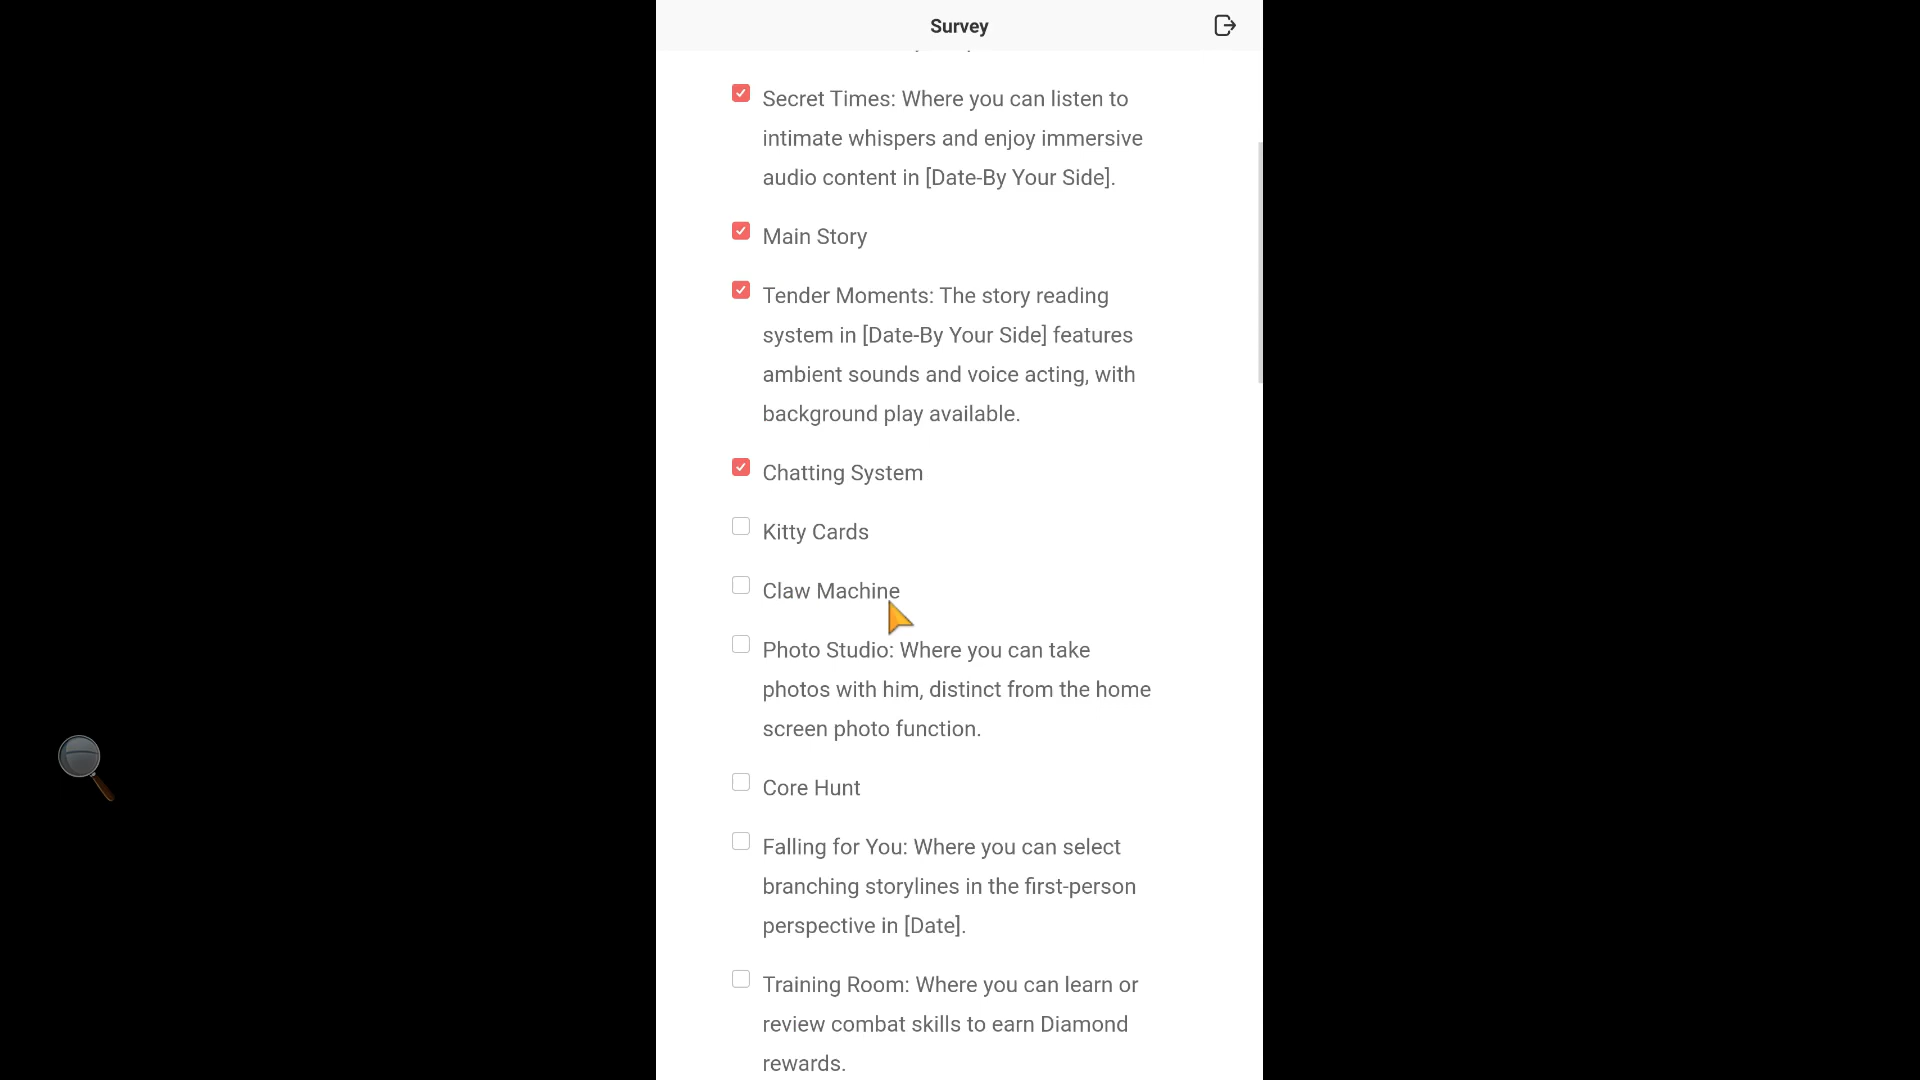 Survey
Secret Times: Where you can listen to
intimate whispers and enjoy immersive
audio content in [Date-By Your Side].
Main Story
Tender Moments: The story reading
system in [Date-By Your Side] features
ambient sounds and voice acting, with
background play available.
Chatting System
Kitty Cards
Claw Machine
Photo Studio: Where you can take
photos with him, distinct from the home
screen photo function.
Core Hunt
Falling for You: Where you can select
branching storylines in the first-person
perspective in [Date].
Training Room: Where you can learn or
review combat skills to earn Diamond
rewards.